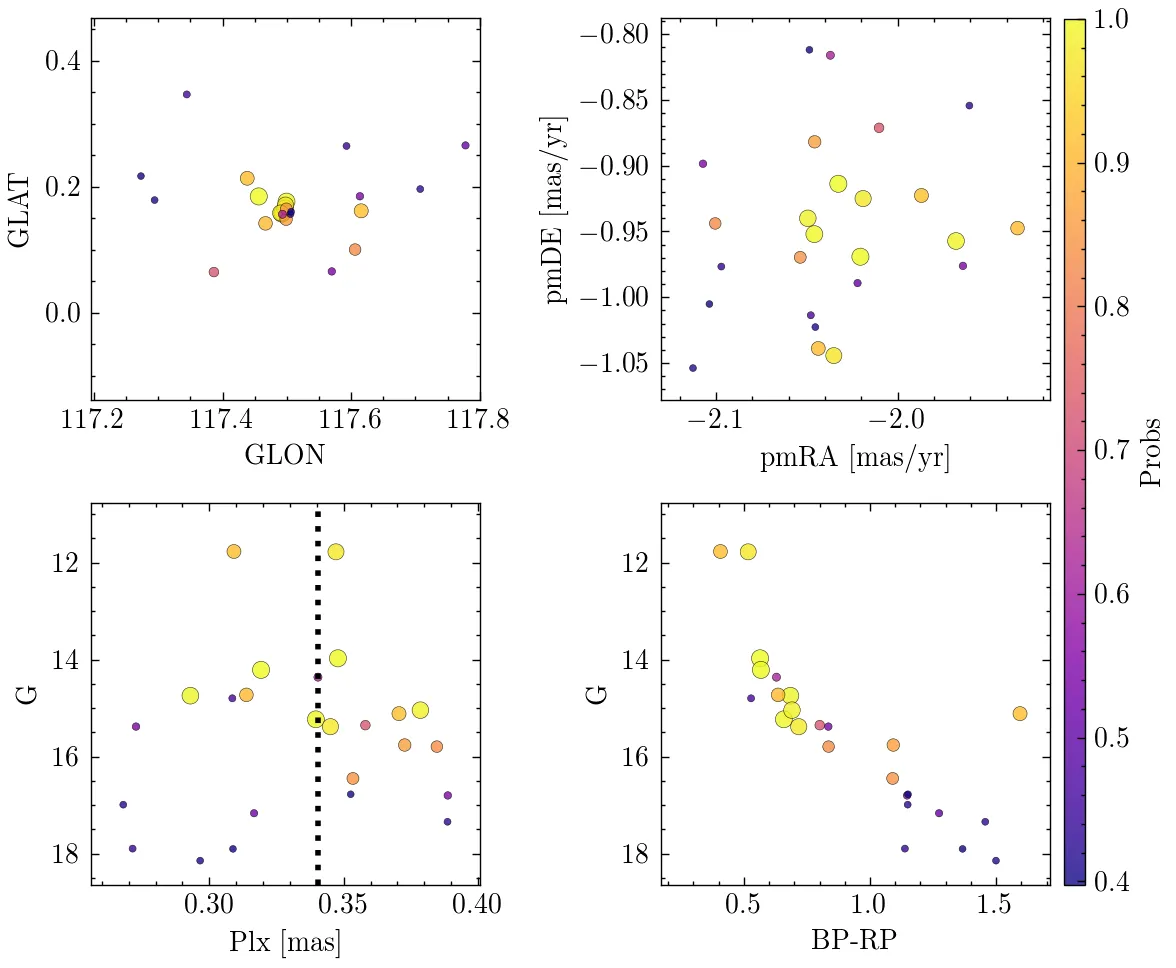 0.4
0.2
0.0
GLAT
117.2 117.4 117.6 117.8
GLON
−0.80
−0.85
−0.90
−0.95
−1.00
−1.05
pmDE [mas/yr]
−2.1 −2.0
pmRA [mas/yr]
12
14
16
18
G
0.30 0.35 0.40
Plx [mas]
12
14
16
18
G
0.5 1.0 1.5
BP-RP
1.0
0.9
0.8
0.7
0.6
0.5
0.4
Probs